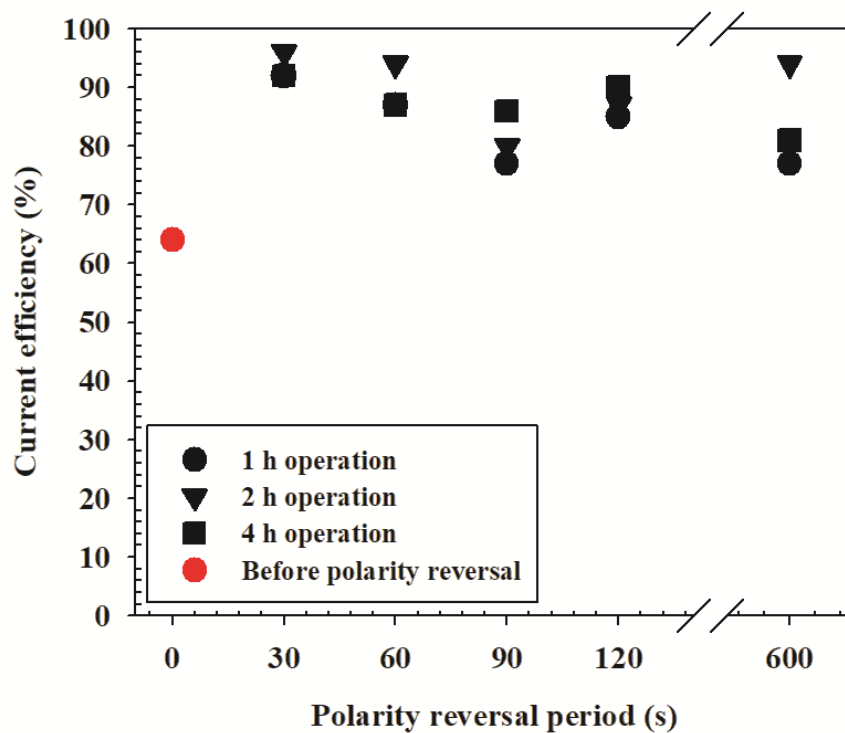 100
90
80
70
60
50
40
30
20
10
0
Current efficiency (%)
1 h operation
2 h operation
4 h operation
Before polarity reversal
0 30 60 90 120 600
Polarity reversal period (s)